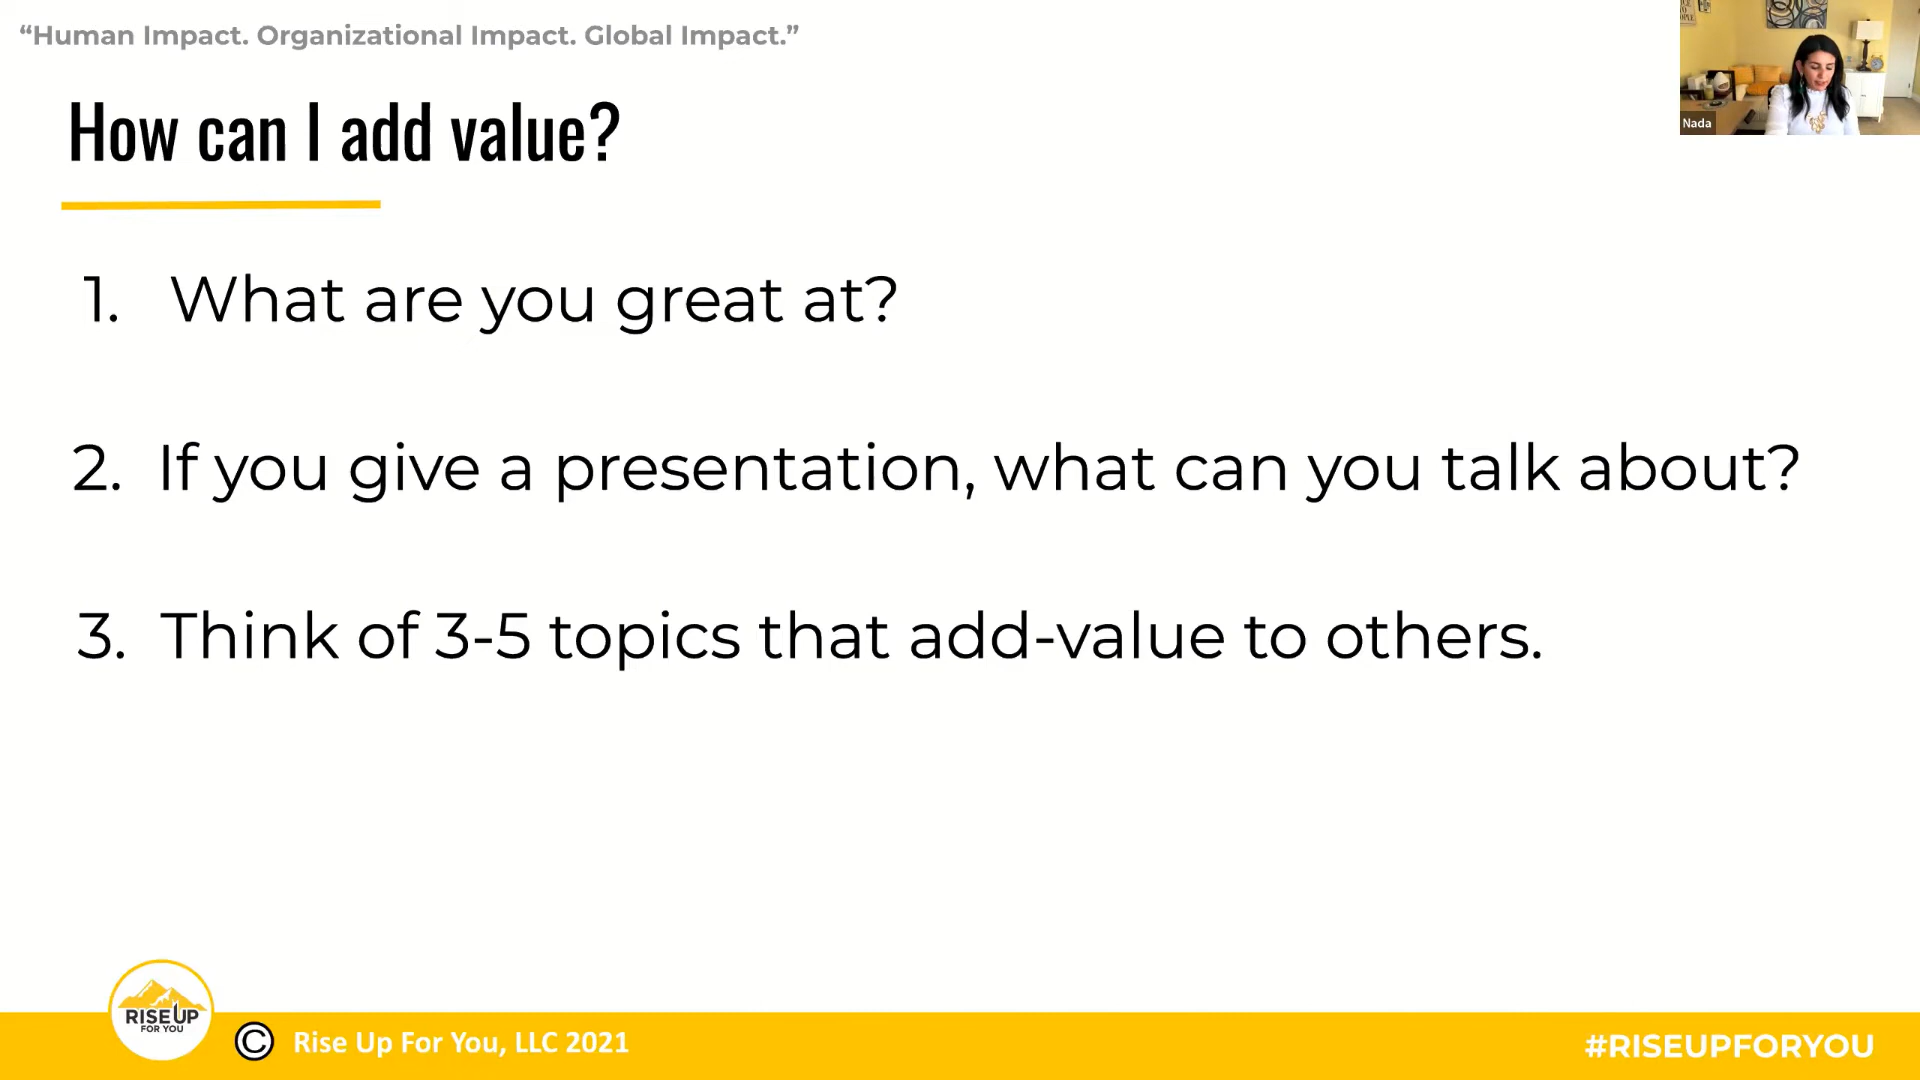 “Human Impact. Organizational Impact. Global Impact.”
Nada
How can I add value?
1. What are you great at?
2. If you give a presentation, what can you talk about?
3. Think of 3-5 topics that add-value to others.
RISE UP
FOR YOU
© Rise Up For You, LLC 2021
#RISEUPFORYOU